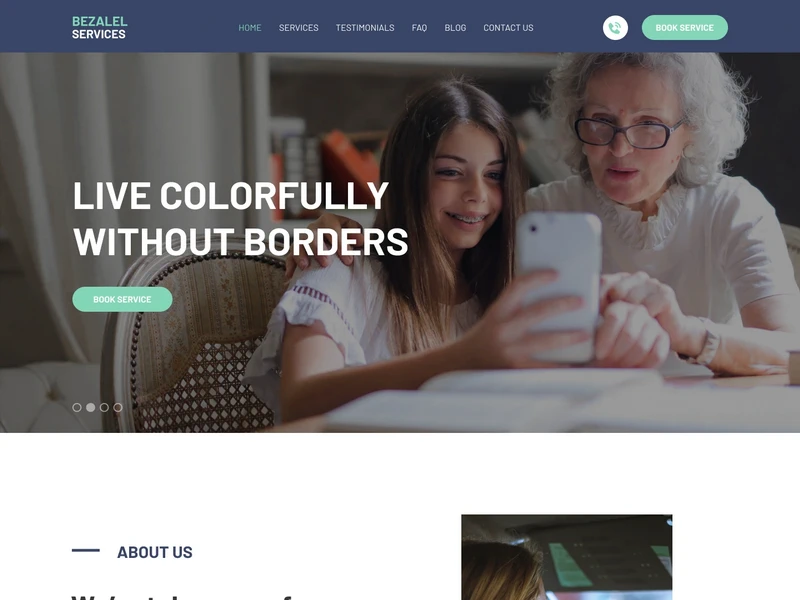 BEZALEL
SERVICES
HOME
SERVICES
TESTIMONIALS
FAQ
BLOG
CONTACT US
BOOK SERVICE
LIVE COLORFULLY
WITHOUT BORDERS
BOOK SERVICE
ABOUT US